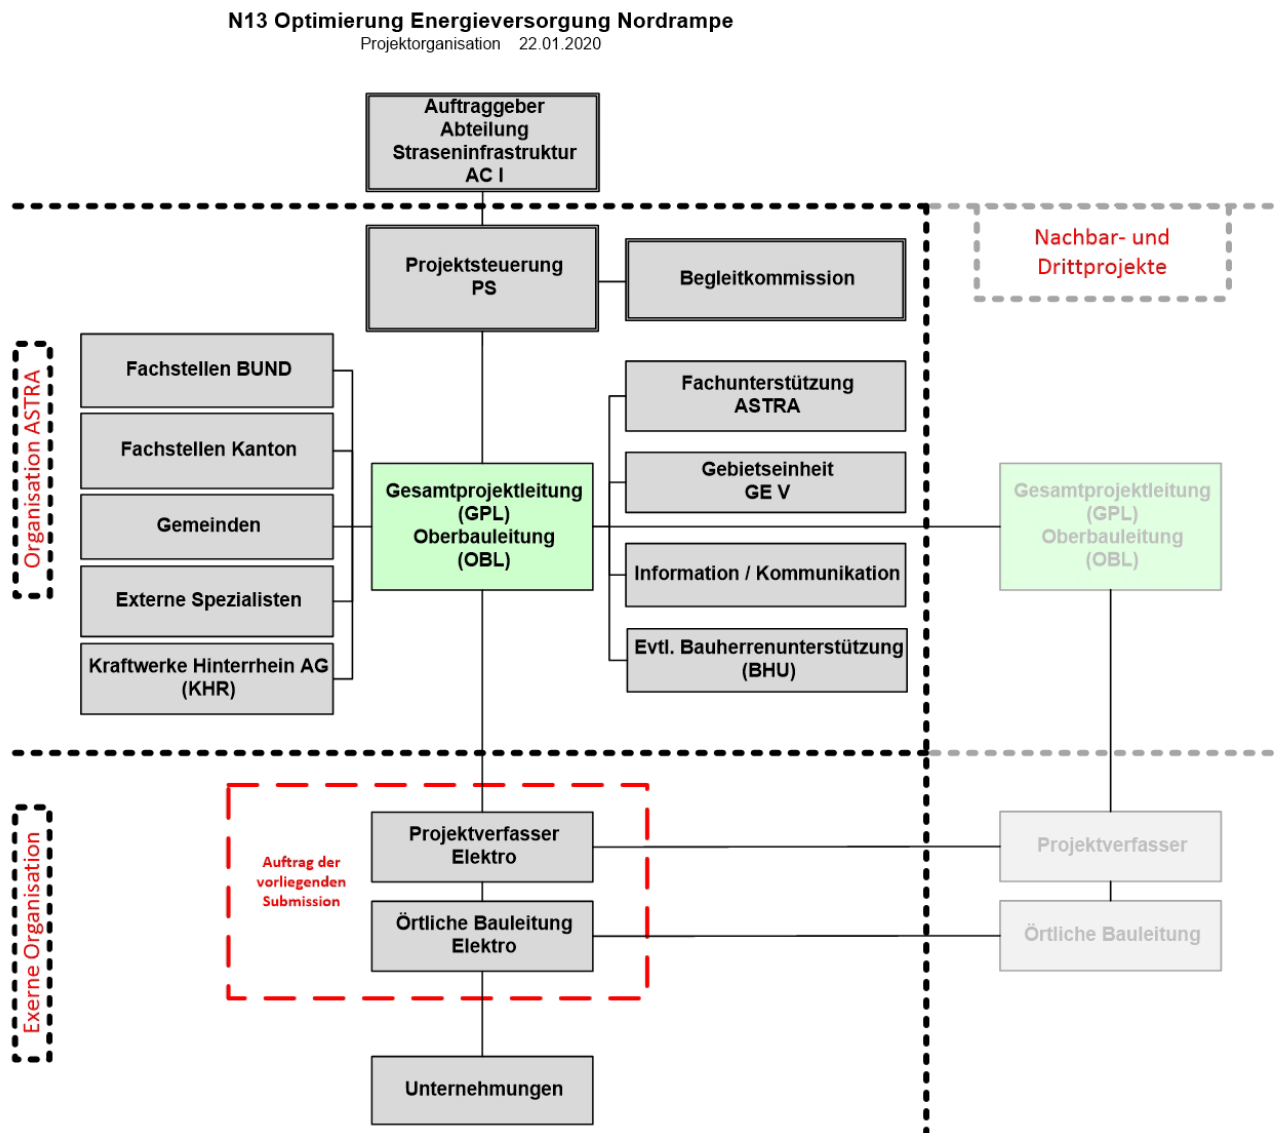 N13 Optimierung Energieversorgung Nordrampe
Projektorganisation 22.01.2020
Auftraggeber
Abteilung
Straseninfrastruktur
AC I
Projektsteuerung
PS
Begleitkommission
Nachbar- und
Drittprojekte
Organisation ASTRA
Fachstellen BUND
Fachstellen Kanton
Gemeinden
Externe Spezialisten
Kraftwerke Hinterrhein AG
(KHR)
Gesamtprojektleitung
(GPL)
Oberbauleitung
(OBL)
Fachunterstützung
ASTRA
Gebietseinheit
GE V
Information / Kommunikation
Evtl. Bauherrenunterstützung
(BHU)
Gesamtprojektleitung
(GPL)
Oberbauleitung
(OBL)
Exerne Organisation
Auftrag der
vorliegenden
Submission
Projektverfasser
Elektro
Örtliche Bauleitung
Elektro
Unternehmungen
Projektverfasser
Örtliche Bauleitung